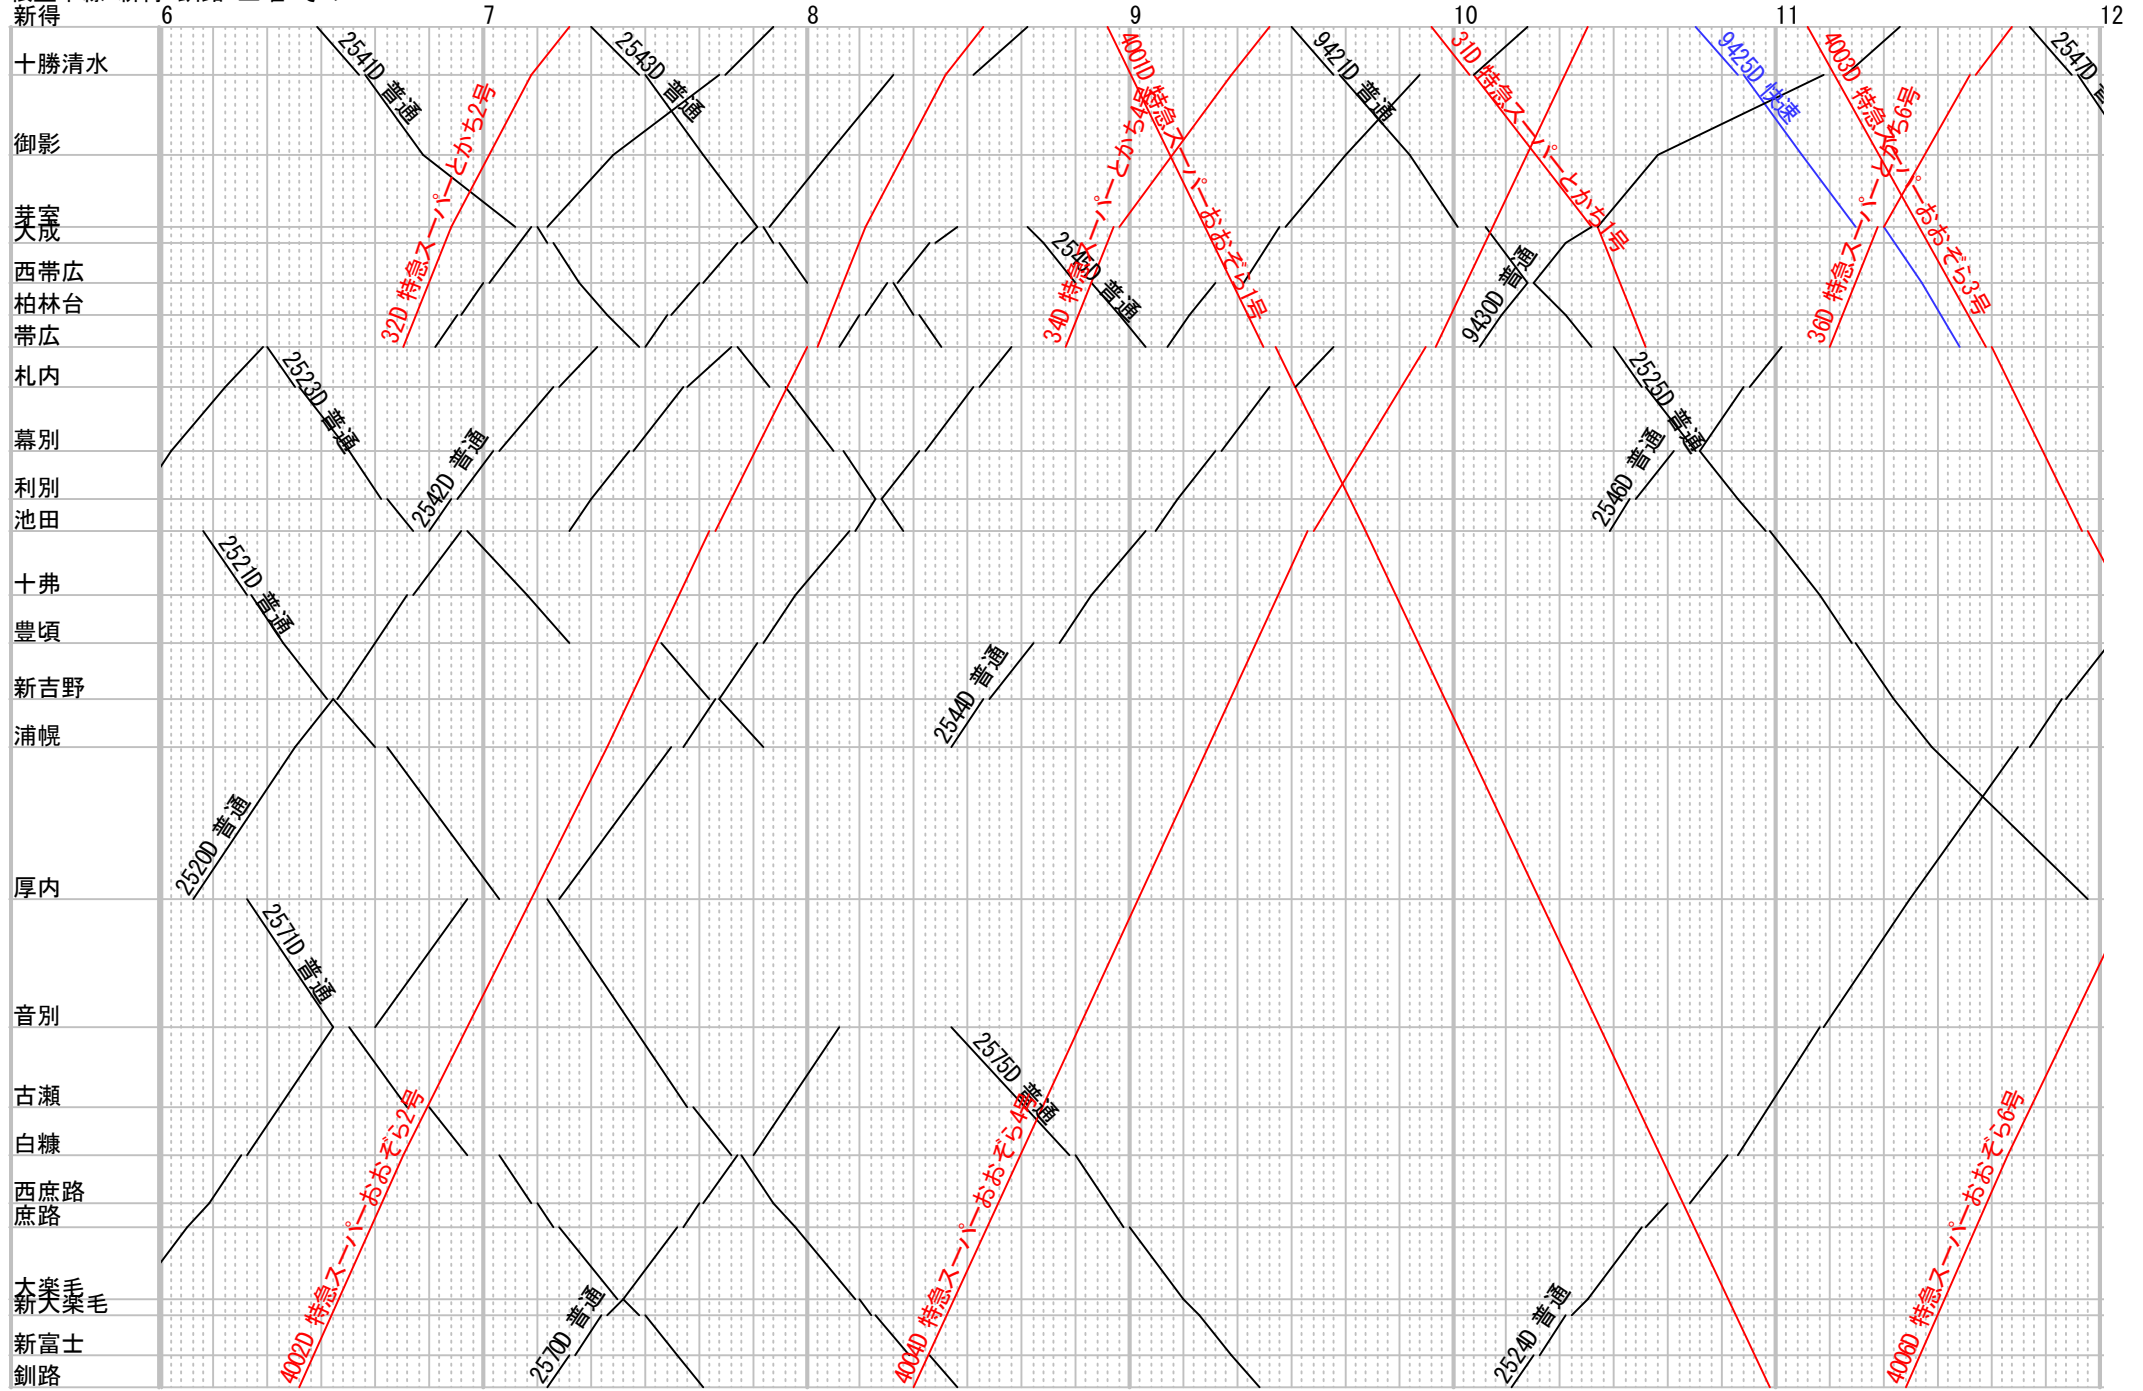 6 7 8 9 10 11 12
新得
十勝清水
御影
芽室
大成
西帯広
柏林台
帯広
札内
幕別
利別
池田
十弗
豊頃
新吉野
浦幌
厚内
音別
古瀬
白糠
西庶路
庶路
大楽毛
新大楽毛
新富士
釧路
2541D 普通
32D 特急スーパーとかち2号
2543D 普通
34D 特急スーパーとかち4号
4001D 特急スーパーおおぞら1号
9421D 普通
31D 特急スーパーとかち1号
9425D 快速
4003D 特急スーパーおおぞら3号
36D 特急スーパーとかち6号
2547D
2545D 普通
9430D 普通
2523D 普通
2542D 普通
2525D 普通
2546D 普通
2521D 普通
2544D 普通
2520D 普通
2571D 普通
2575D 普通
4002D 特急スーパーおおぞら2号
4004D 特急スーパーおおぞら4号
4006D 特急スーパーおおぞら6号
2570D 普通
2524D 普通